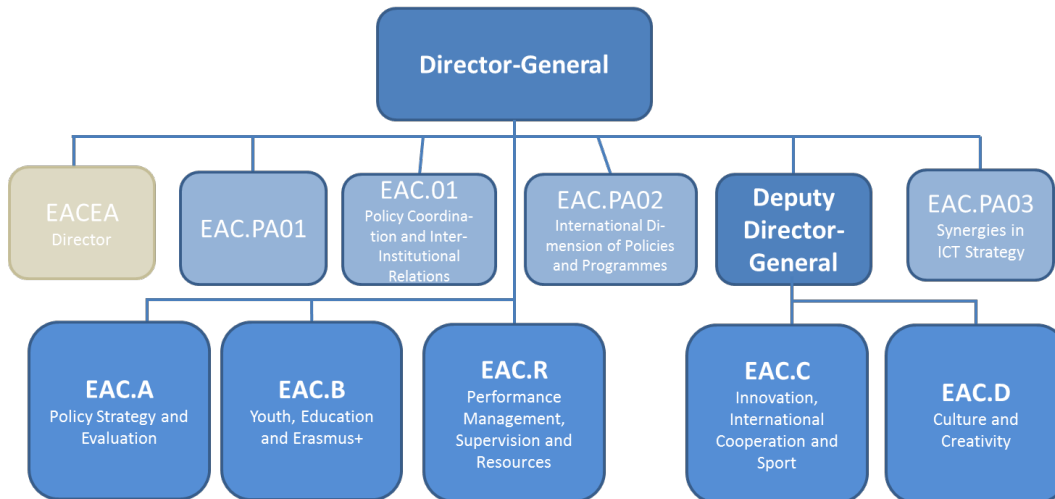 Director-General
EACEA
Director
EAC.PA01
EAC.01
Policy Coordina-
tion and Inter-
Institutional
Relations
EAC.PA02
International Di-
mension of Policies
and Programmes
Deputy
Director-
General
EAC.PA03
Synergies in
ICT Strategy
EAC.A
Policy Strategy and
Evaluation
EAC.B
Youth, Education
and Erasmus+
EAC.R
Performance
Management,
Supervision and
Resources
EAC.C
Innovation,
International
Cooperation and
Sport
EAC.D
Culture and
Creativity